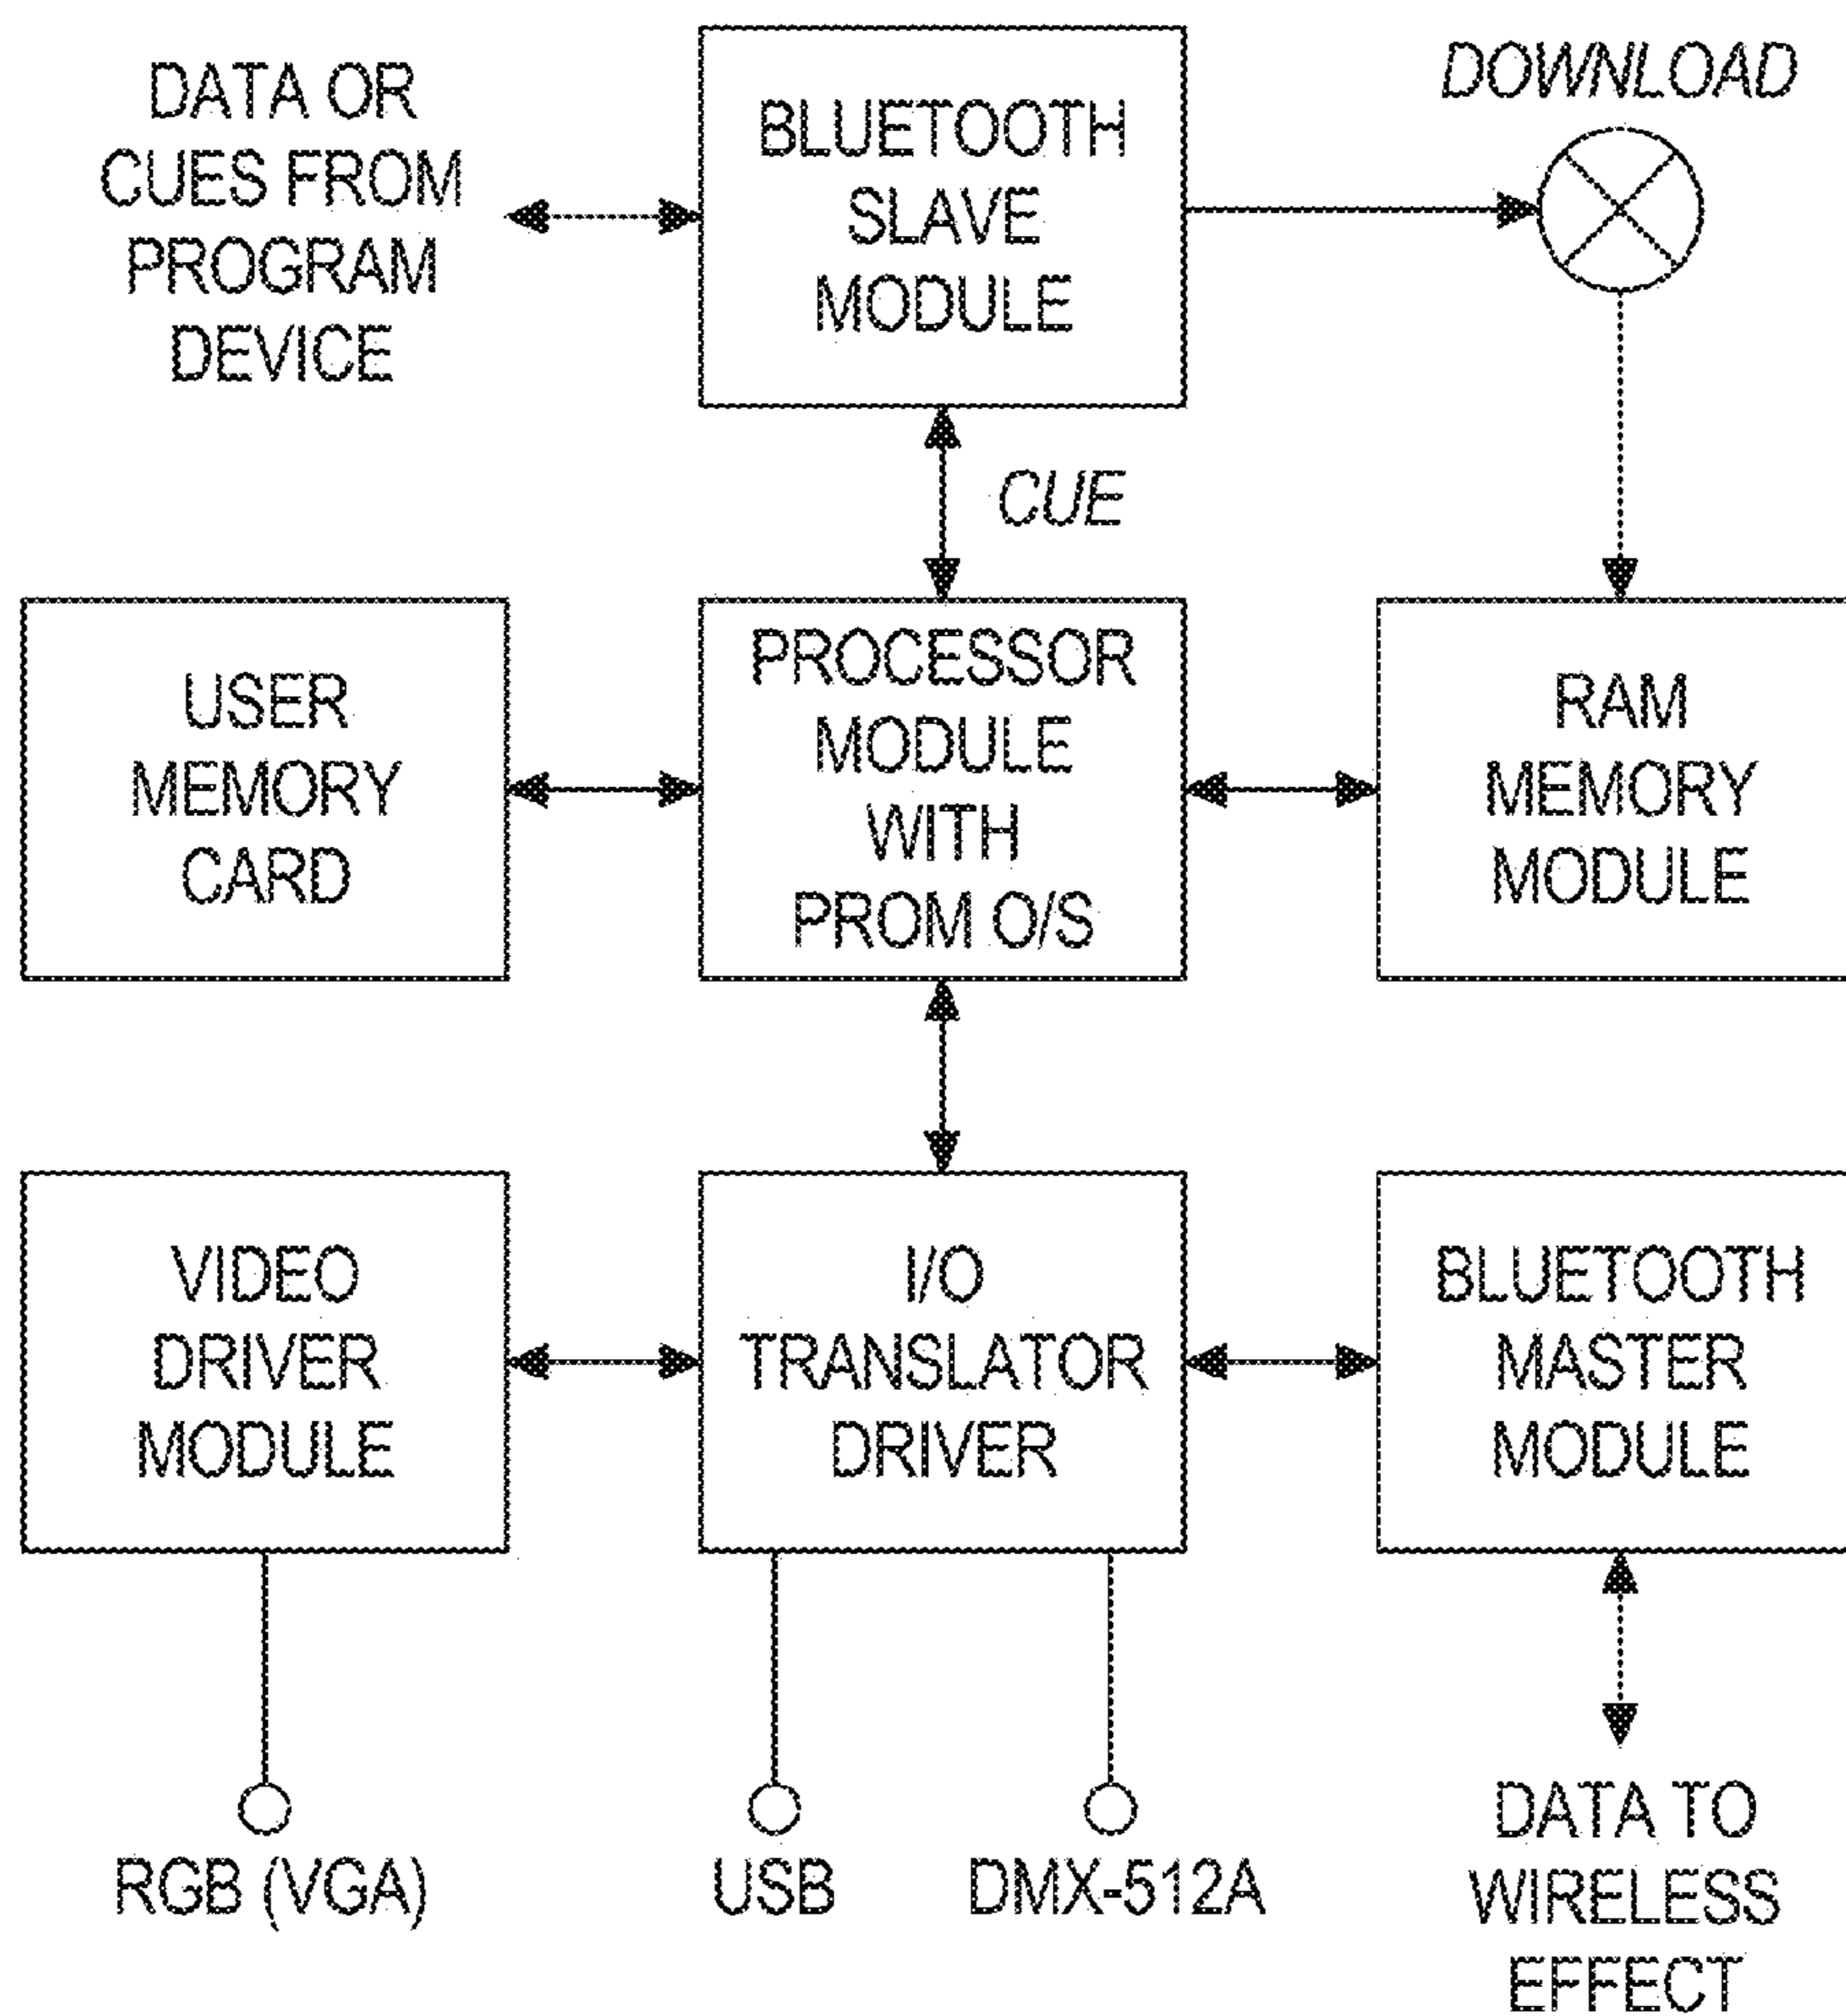 DATA OR
CUES FROM
PROGRAM
DEVICE
BLUETOOTH
SLAVE
MODULE
DOWNLOAD
CUE
USER
MEMORY
CARD
PROCESSOR
MODULE
WITH
PROM O/S
RAM
MEMORY
MODULE
VIDEO
DRIVER
MODULE
I/O
TRANSLATOR
DRIVER
BLUETOOTH
MASTER
MODULE
RGB (VGA)
USB
DMX-512A
DATA TO
WIRELESS
EFFECT